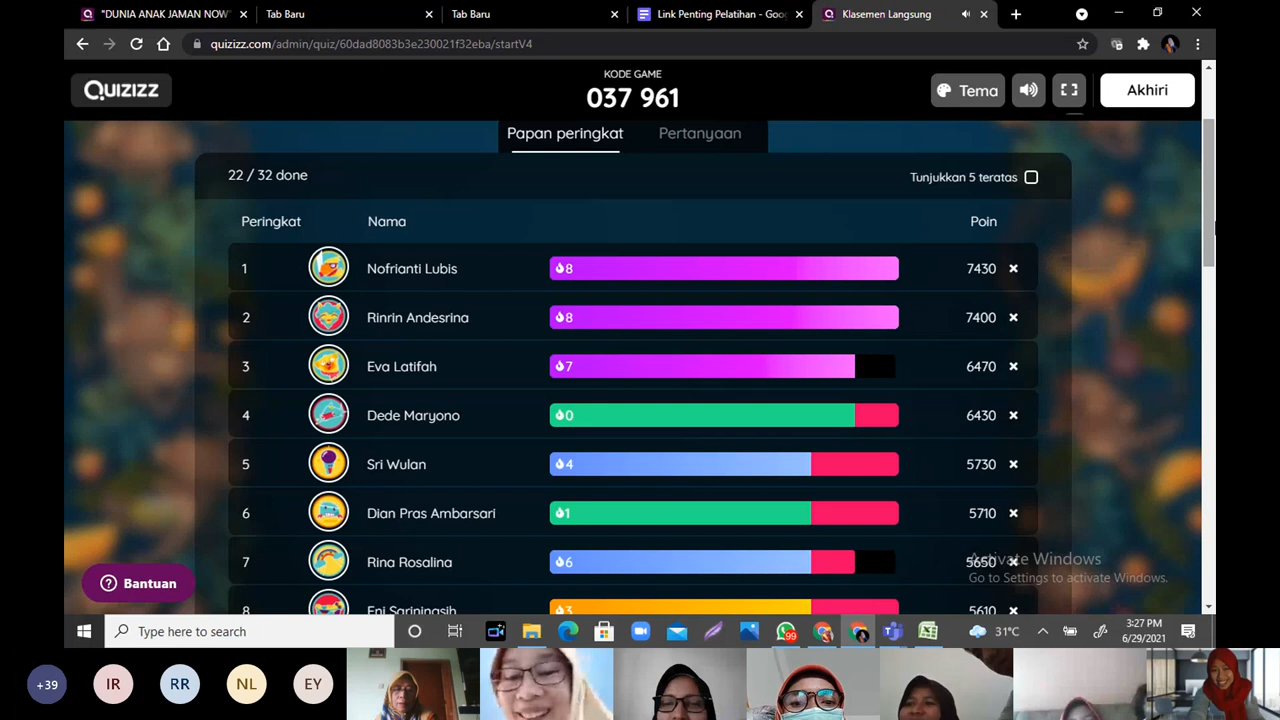 "DUNIA ANAK JAMAN NOW"
Tab Baru
Tab Baru
Link Penting Pelatihan - Goo
Klasemen Langsung
quizizz.com/admin/quiz/60dad8083b3e230021f32eba/startV4
Quizizz
KODE GAME
037 961
Tema
Akhiri
Papan peringkat
Pertanyaan
22 / 32 done
Tunjukkan 5 teratas
Peringkat Nama Poin
1 Nofrianti Lubis 8 7430
2 Rinrin Andesrina 8 7400
3 Eva Latifah 7 6470
4 Dede Maryono 0 6430
5 Sri Wulan 4 5730
6 Dian Pras Ambarsari 1 5710
7 Rina Rosalina 6 5650
8 Eni Sariningsih 3 5610
Activate Windows
Go to Settings to activate Windows.
Bantuan
Type here to search
99
31°C
3:27 PM
6/29/2021
+39
IR
RR
NL
EY